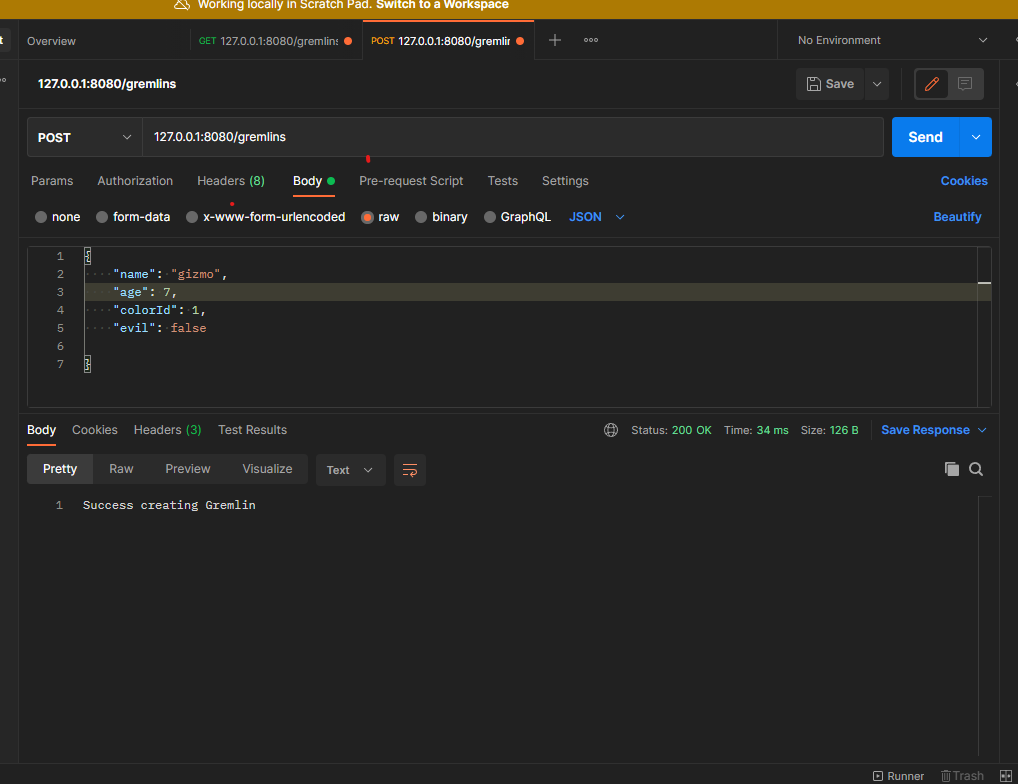 Working locally in Scratch Pad. Switch to a Workspace
Overview
GET 127.0.0.1:8080/gremlins
POST 127.0.0.1:8080/gremlin
No Environment
127.0.0.1:8080/gremlins
Save
POST
127.0.0.1:8080/gremlins
Send
Params Authorization Headers (8) Body Pre-request Script Tests Settings Cookies
none form-data x-www-form-urlencoded raw binary GraphQL JSON Beautify
1 {
2 "name": "gizmo",
3 "age": 7,
4 "colorId": 1,
5 "evil": false
6
7 }
Body Cookies Headers (3) Test Results Status: 200 OK Time: 34 ms Size: 126 B Save Response
Pretty Raw Preview Visualize Text
1 Success creating Gremlin
Runner Trash